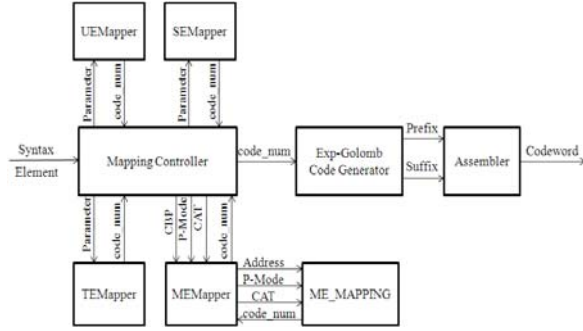 UEMapper
SEMapper
Parameter
code_num
Parameter
code_num
Syntax
Element
Mapping Controller
code_num
Exp-Golomb
Code Generator
Prefix
Suffix
Assembler
Codeword
Parameter
code_num
CBP
P-Mode
CAT
code_num
TEMapper
MEMapper
Address
P-Mode
CAT
code_num
ME_MAPPING